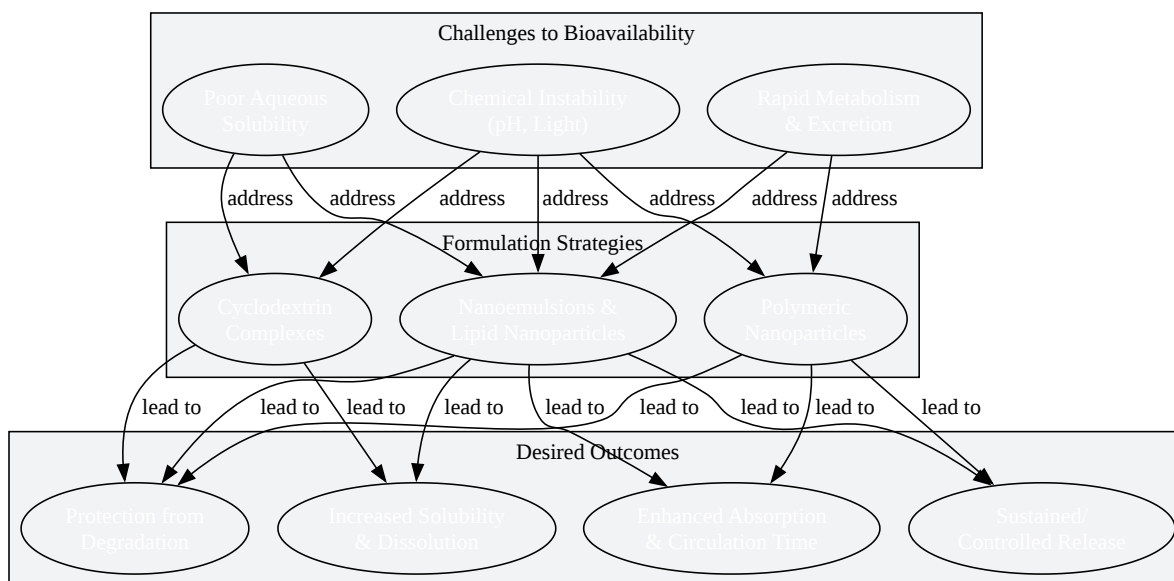 Challenges to Bioavailability
Poor Aqueous
Solubility
Chemical Instability
(pH, Light)
Rapid Metabolism
& Excretion
address
address
address
address
address
address
address
Formulation Strategies
Cyclodextrin
Complexes
Nanoemulsions &
Lipid Nanoparticles
Polymeric
Nanoparticles
lead to
lead to
lead to
lead to
lead to
lead to
lead to
lead to
lead to
Desired Outcomes
Protection from
Degradation
Increased Solubility
& Dissolution
Enhanced Absorption
& Circulation Time
Sustained/
Controlled Release